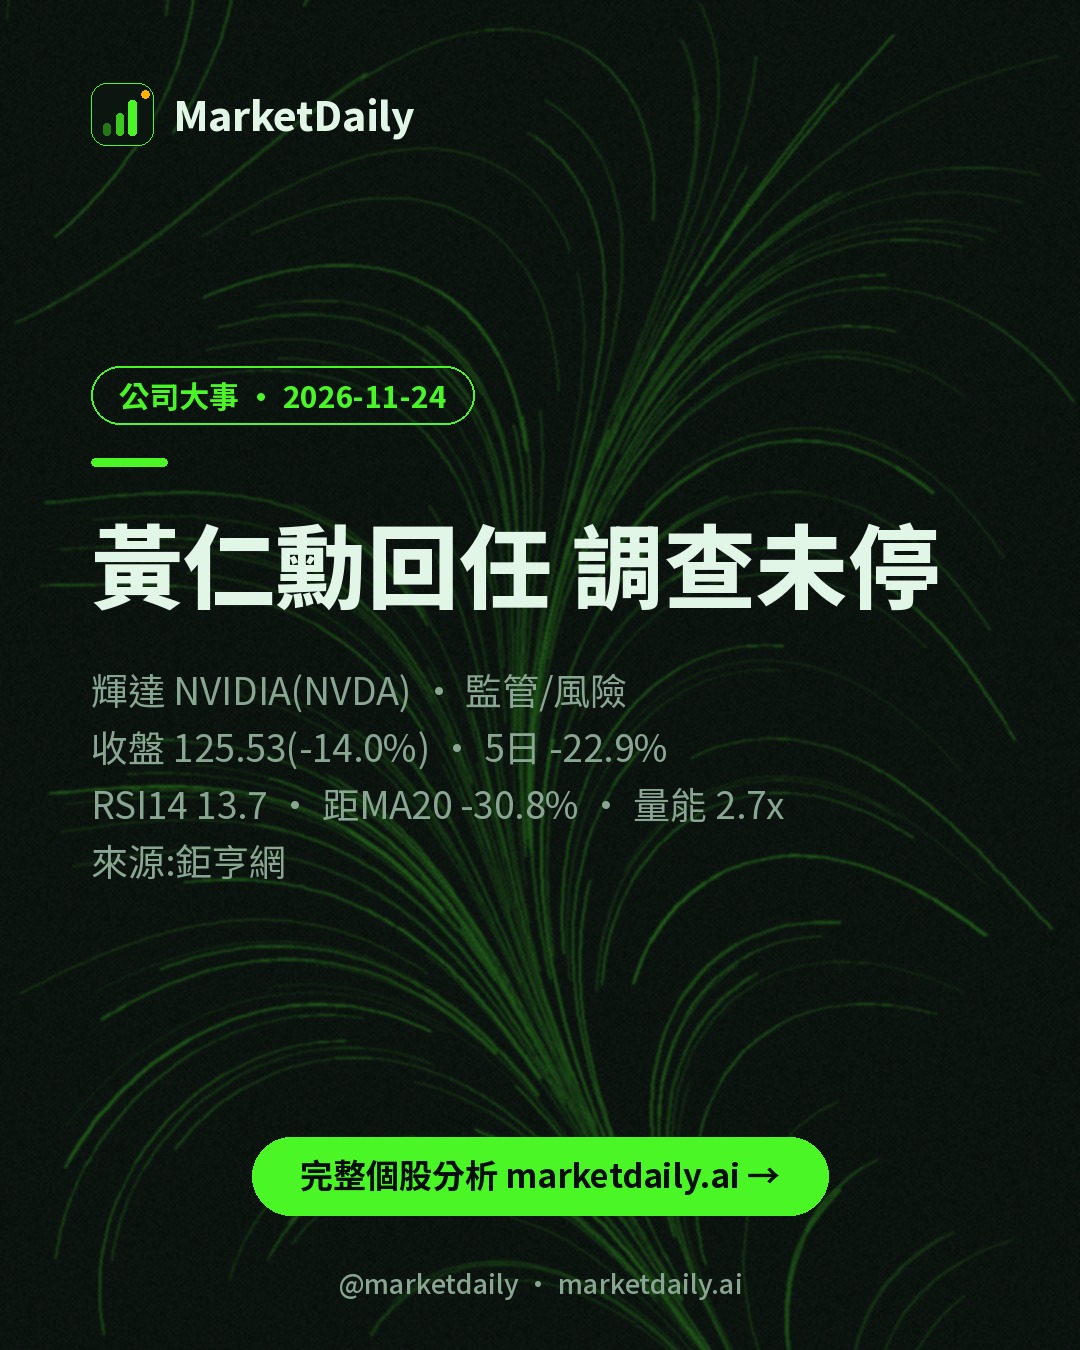 MarketDaily
公司大事 • 2026-11-24
黃仁勳回任 調查未停
輝達 NVIDIA(NVDA) • 監管/風險
收盤 125.53(-14.0%) • 5日 -22.9%
RSI14 13.7 • 距MA20 -30.8% • 量能 2.7x
來源:鉅亨網
完整個股分析 marketdaily.ai →
@marketdaily • marketdaily.ai